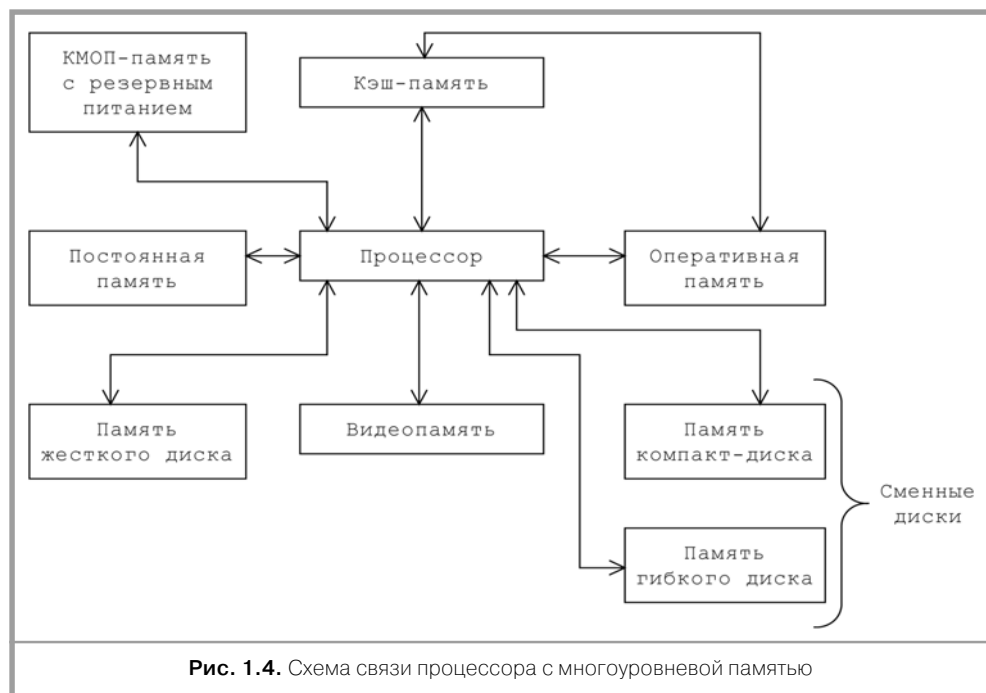 КМОП-память
с резервным
питанием
Кэш-память
Постоянная
память
Процессор
Оперативная
память
Память
жесткого диска
Видеопамять
Память
компакт-диска
Сменные
диски
Память
гибкого диска
Рис. 1.4. Схема связи процессора с многоуровневой памятью